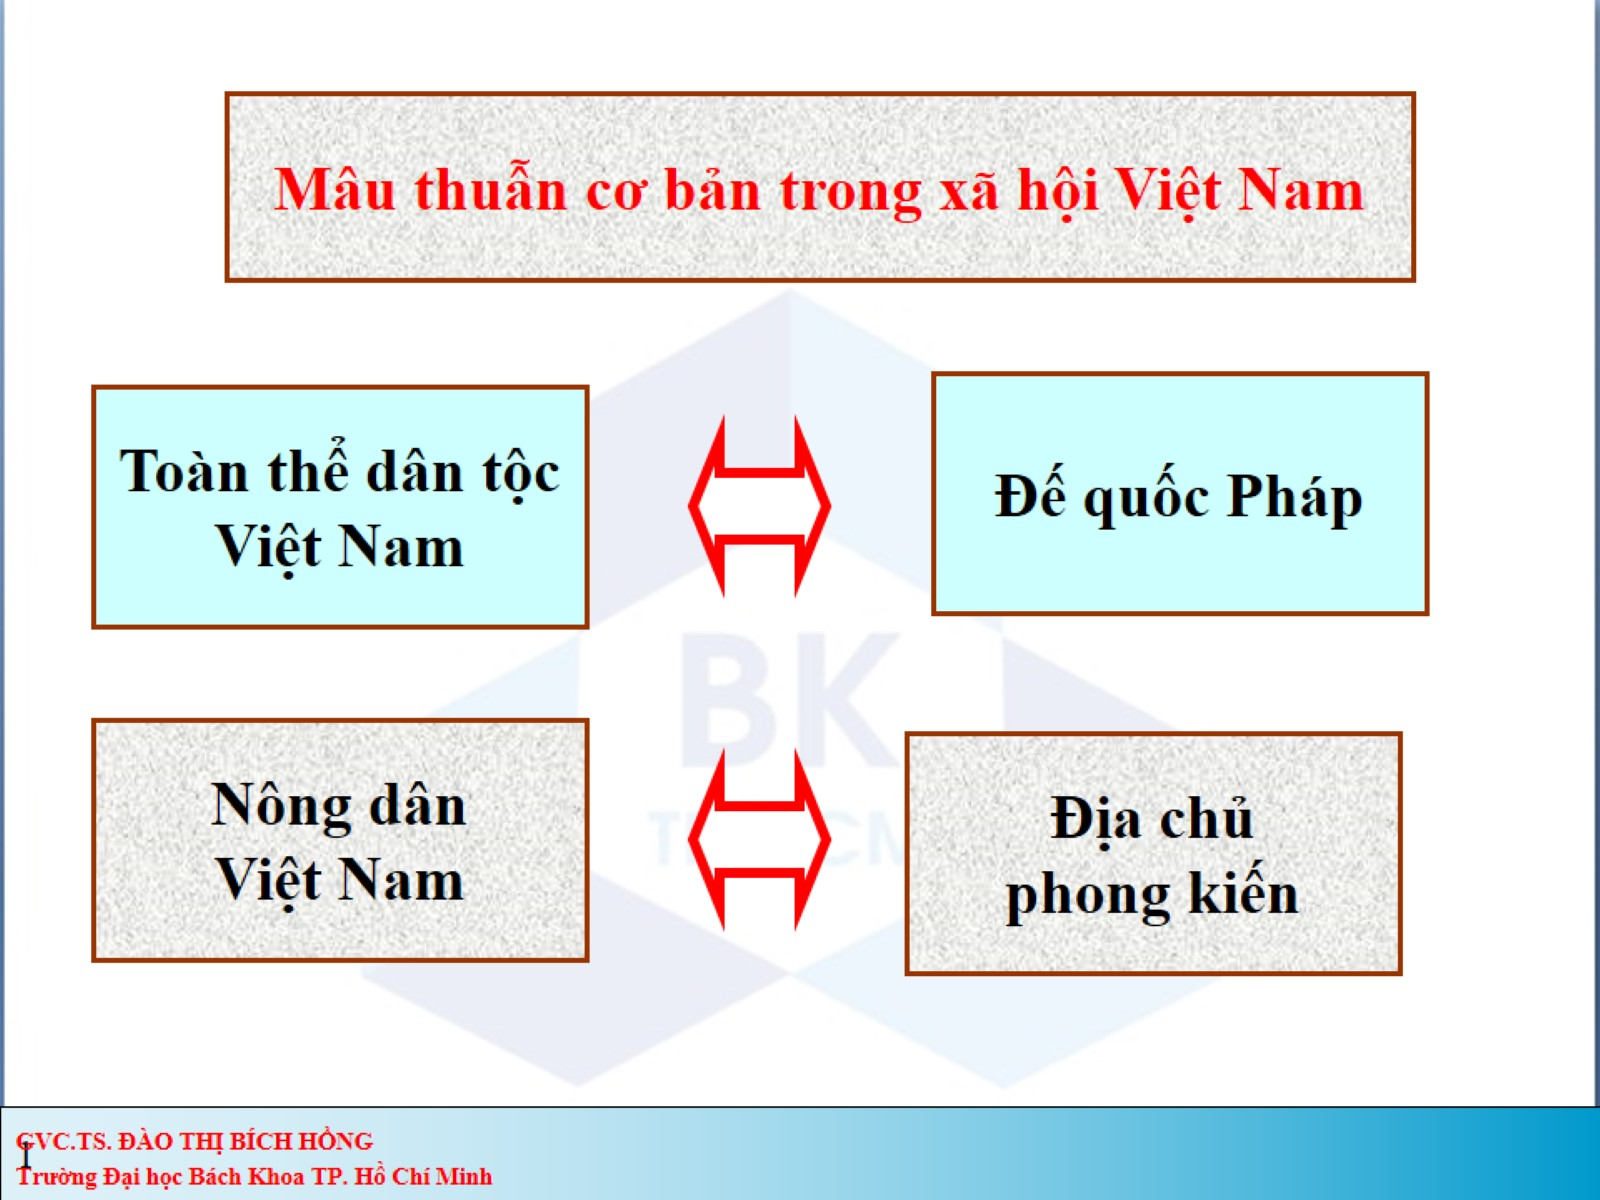 Mâu thuẫn cơ bản trong xã hội Việt Nam
Toàn thể dân tộc
Việt Nam
Đế quốc Pháp
BK
Nông dân
Việt Nam
Địa chủ
phong kiến
GVC.TS. ĐÀO THỊ BÍCH HỒNG
1
Trường Đại học Bách Khoa TP. Hồ Chí Minh